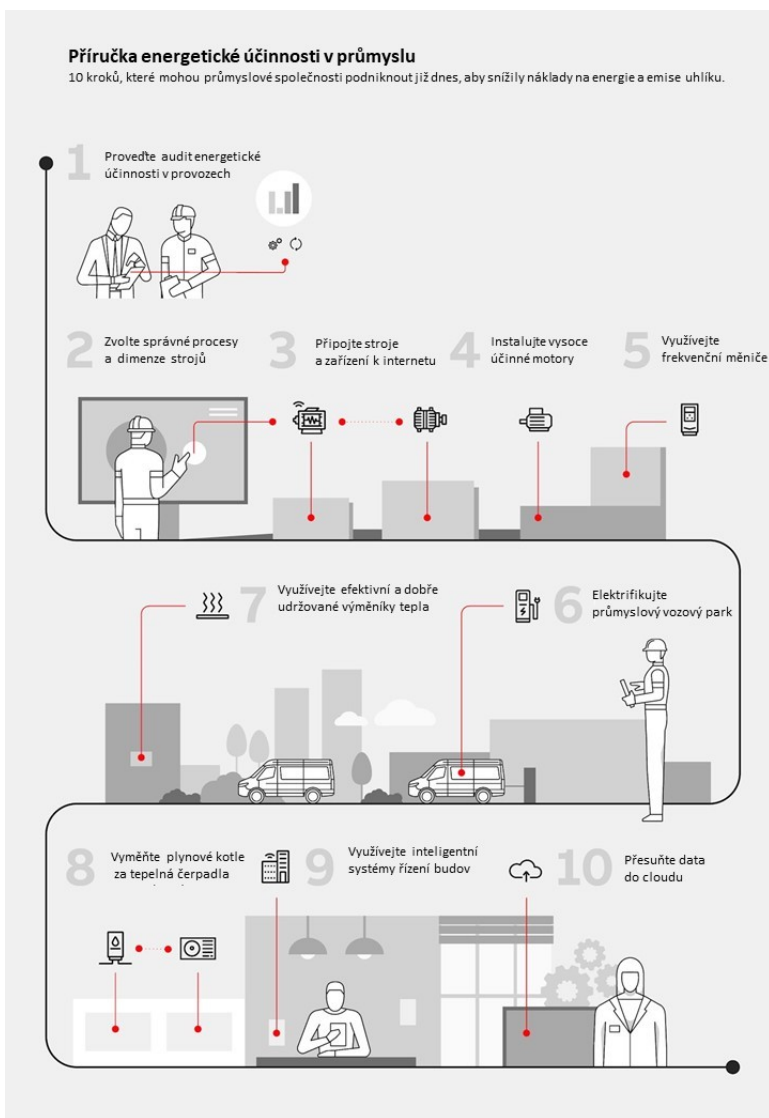 Příručka energetické účinnosti v průmyslu
10 kroků, které mohou průmyslové společnosti podniknout již dnes, aby snížily náklady na energie a emise uhlíku.
1
Proveďte audit energetické
účinnosti v provozech
2
Zvolte správné procesy
a dimenze strojů
3
Připojte stroje
a zařízení k internetu
4
Instalujte vysoce
účinné motory
5
Využívejte
frekvenční měniče
6
Elektrifikujte
průmyslový vozový park
7
Využívejte efektivní a dobře
udržované výměníky tepla
8
Vyměňte plynové kotle
za tepelná čerpadla
9
Využívejte inteligentní
systémy řízení budov
10
Přesuňte data
do cloudu